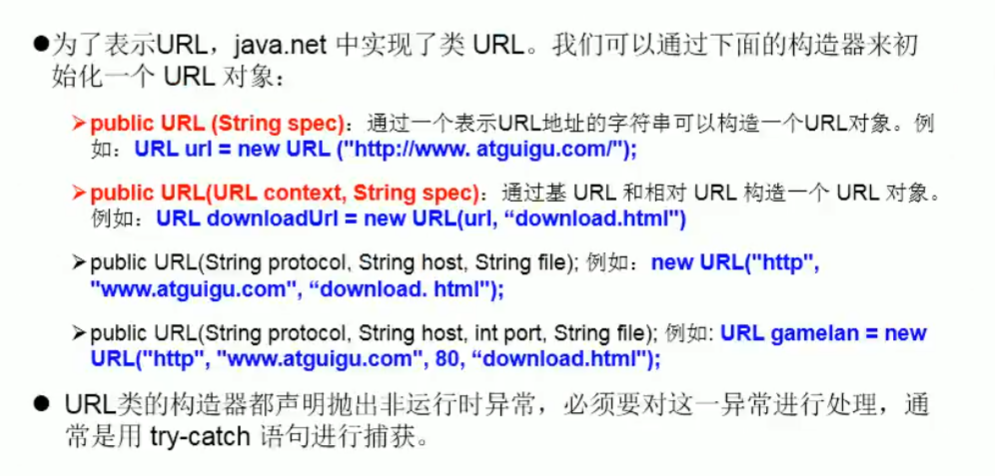 ●为了表示URL，java.net 中实现了类 URL。我们可以通过下面的构造器来初
始化一个 URL 对象：
➢public URL (String spec)：通过一个表示URL地址的字符串可以构造一个URL对象。例
如：URL url = new URL ("http://www. atguigu.com/");
➢public URL(URL context, String spec)：通过基 URL 和相对 URL 构造一个 URL 对象。
例如：URL downloadUrl = new URL(url, “download.html")
➢public URL(String protocol, String host, String file); 例如：new URL("http",
"www.atguigu.com", “download. html");
➢public URL(String protocol, String host, int port, String file); 例如: URL gamelan = new
URL("http", "www.atguigu.com", 80, “download.html");
● URL类的构造器都声明抛出非运行时异常，必须要对这一异常进行处理，通
常是用 try-catch 语句进行捕获。